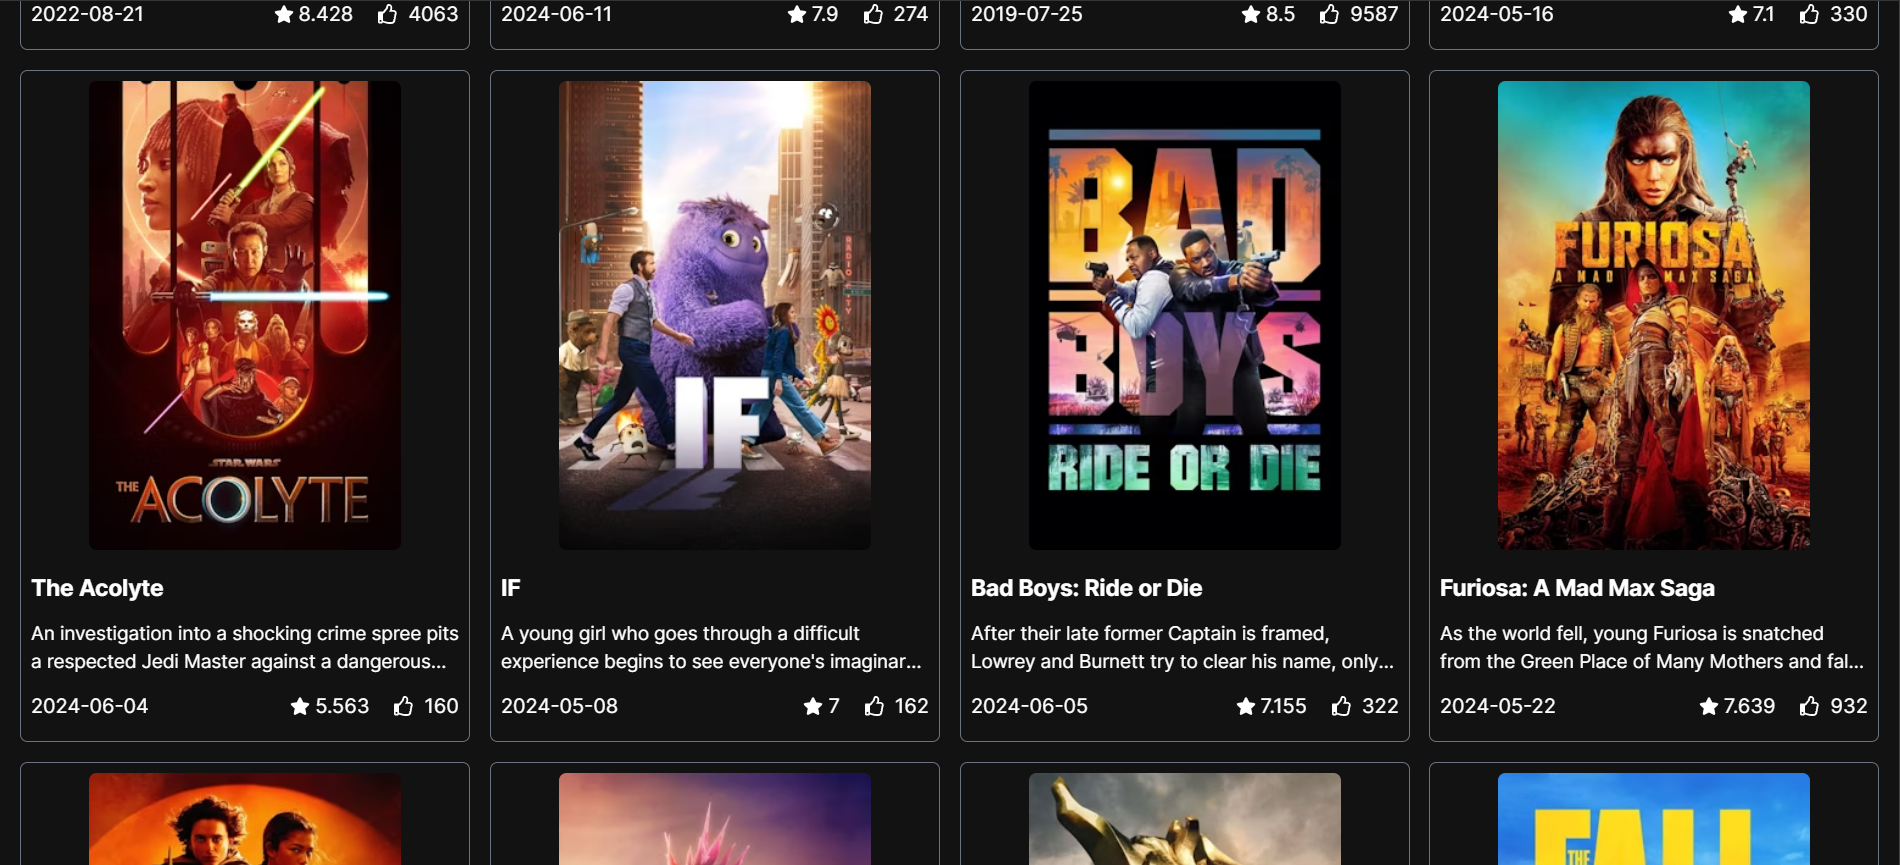 2022-08-21 8.428 4063
2024-06-11 7.9 274
2019-07-25 8.5 9587
2024-05-16 7.1 330
STAR WARS
THE ACOLYTE
The Acolyte
An investigation into a shocking crime spree pits
a respected Jedi Master against a dangerous...
2024-06-04 5.563 160
RADIO CITY
IF
IF
A young girl who goes through a difficult
experience begins to see everyone's imaginar...
2024-05-08 7 162
BAD
BOYS
RIDE OR DIE
Bad Boys: Ride or Die
After their late former Captain is framed,
Lowrey and Burnett try to clear his name, only...
2024-06-05 7.155 322
FURIOSA
A MAD MAX SAGA
Furiosa: A Mad Max Saga
As the world fell, young Furiosa is snatched
from the Green Place of Many Mothers and fal...
2024-05-22 7.639 932
THE
FALL